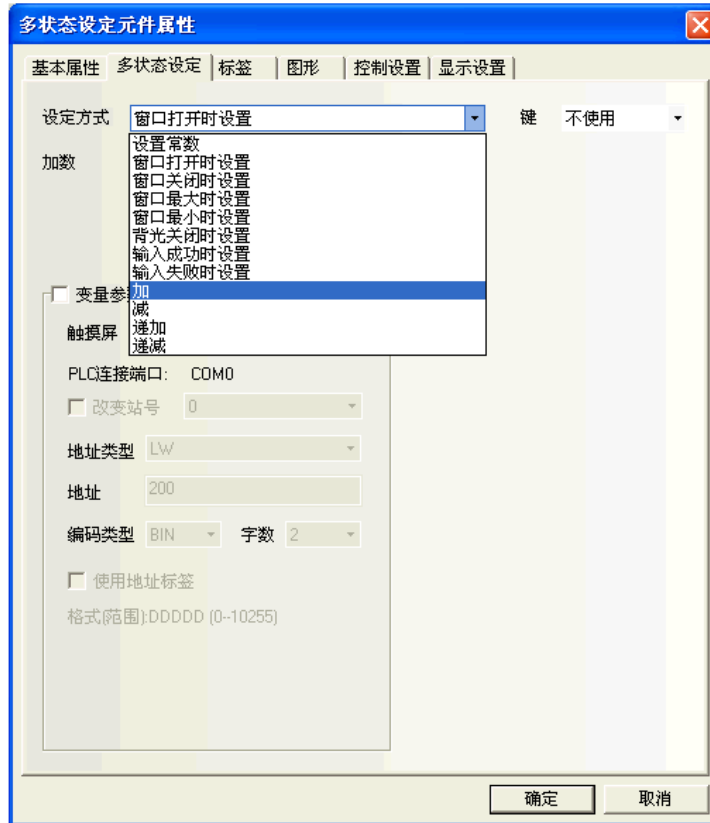 多状态设定元件属性
基本属性 多状态设定 标签 图形 控制设置 显示设置
设定方式 窗口打开时设置 键 不使用
设置常数
加数 窗口打开时设置
窗口关闭时设置
窗口最大时设置
窗口最小时设置
背光关闭时设置
输入成功时设置
输入失败时设置
变量参 加
减
触摸屏 递加
递减
PLC连接端口: COM0
改变站号 0
地址类型 LW
地址 200
编码类型 BIN 字数 2
使用地址标签
格式(范围):DDDDD (0--10255)
确定 取消